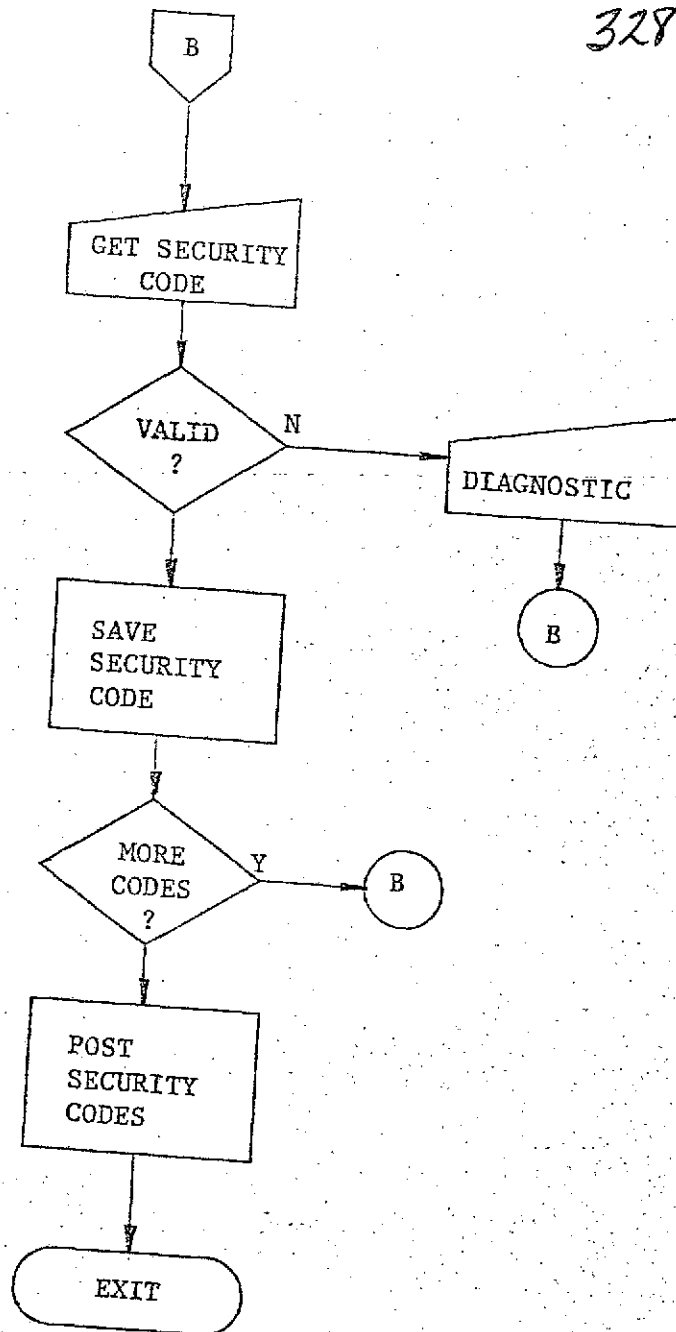 328
B
GET SECURITY
CODE
VALID
?
N
DIAGNOSTIC
B
SAVE
SECURITY
CODE
MORE
CODES
?
Y
B
POST
SECURITY
CODES
EXIT